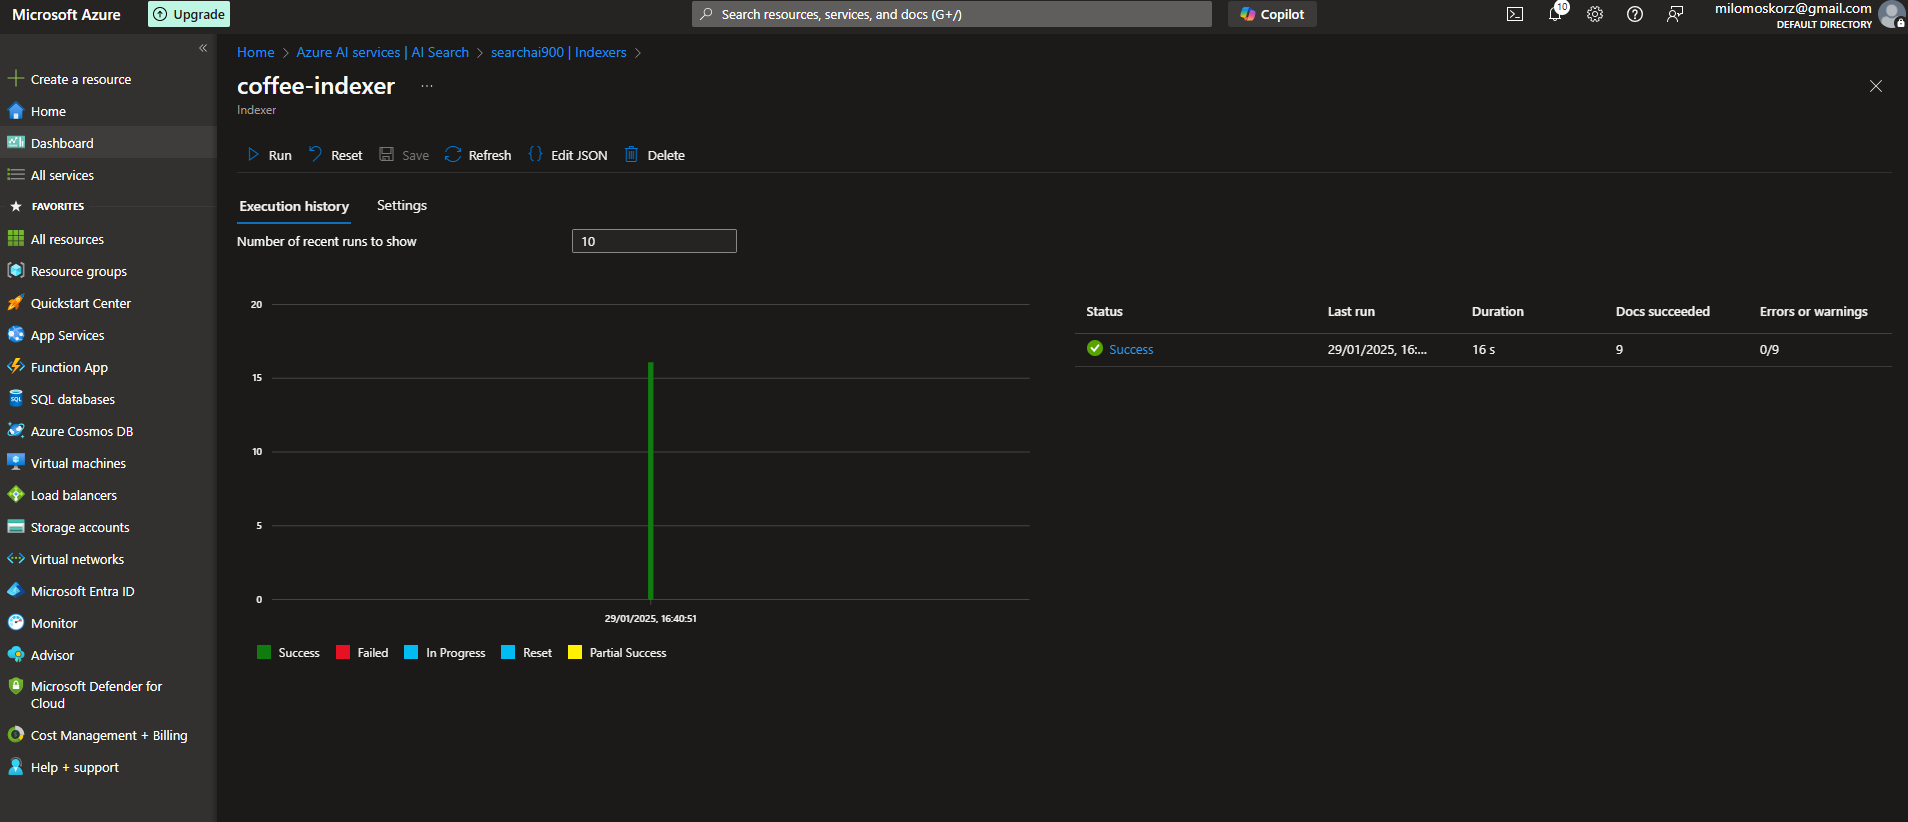 Microsoft Azure
Upgrade
Search resources, services, and docs (G+/)
Copilot
10
milomoskorz@gmail.com
DEFAULT DIRECTORY
«
Create a resource
Home
Dashboard
All services
FAVORITES
All resources
Resource groups
Quickstart Center
App Services
Function App
SQL databases
Azure Cosmos DB
Virtual machines
Load balancers
Storage accounts
Virtual networks
Microsoft Entra ID
Monitor
Advisor
Microsoft Defender for
Cloud
Cost Management + Billing
Help + support
Home > Azure AI services | AI Search > searchai900 | Indexers >
coffee-indexer ...
Indexer
Run Reset Save Refresh {} Edit JSON Delete
Execution history Settings
Number of recent runs to show 10
20
15
10
5
0
29/01/2025, 16:40:51
Success Failed In Progress Reset Partial Success
Status Last run Duration Docs succeeded Errors or warnings
Success 29/01/2025, 16:... 16 s 9 0/9